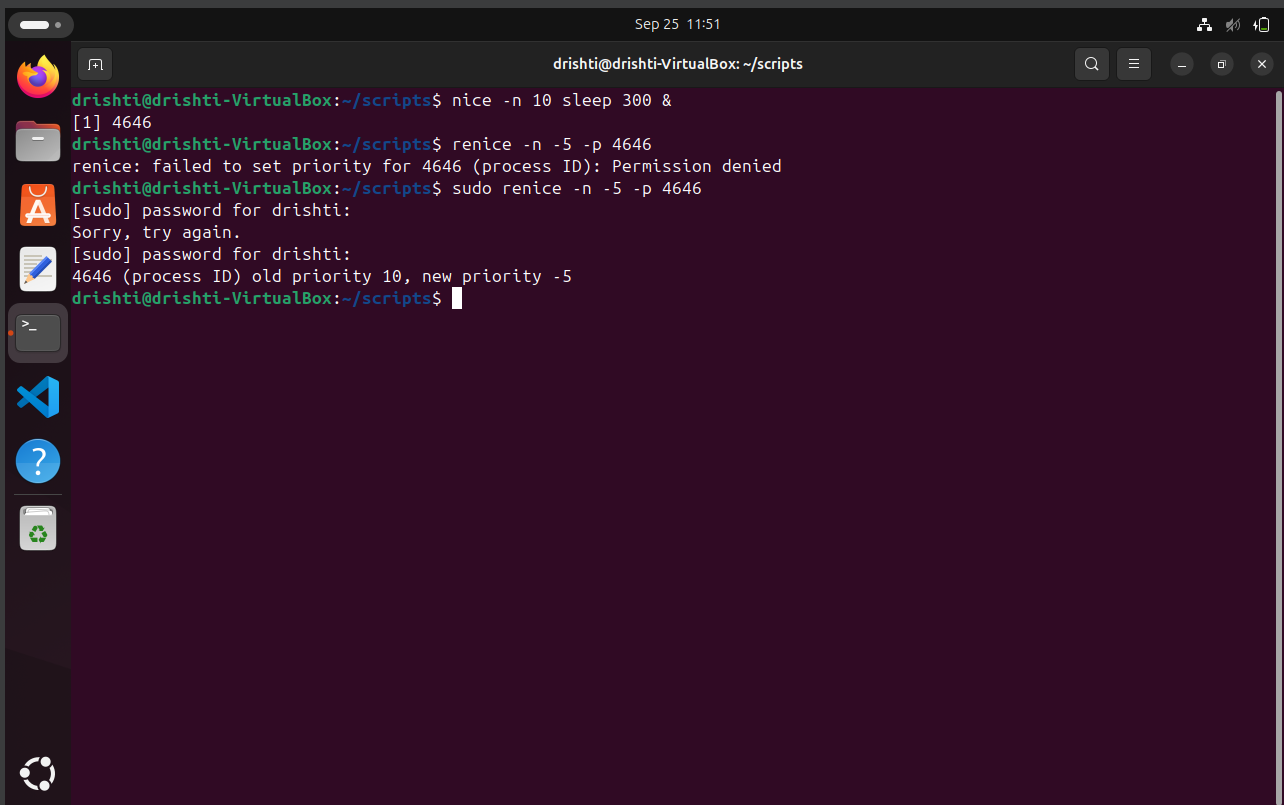 Sep 25 11:51
drishti@drishti-VirtualBox: ~/scripts
drishti@drishti-VirtualBox:~/scripts$ nice -n 10 sleep 300 &
[1] 4646
drishti@drishti-VirtualBox:~/scripts$ renice -n -5 -p 4646
renice: failed to set priority for 4646 (process ID): Permission denied
drishti@drishti-VirtualBox:~/scripts$ sudo renice -n -5 -p 4646
[sudo] password for drishti:
Sorry, try again.
[sudo] password for drishti:
4646 (process ID) old priority 10, new priority -5
drishti@drishti-VirtualBox:~/scripts$